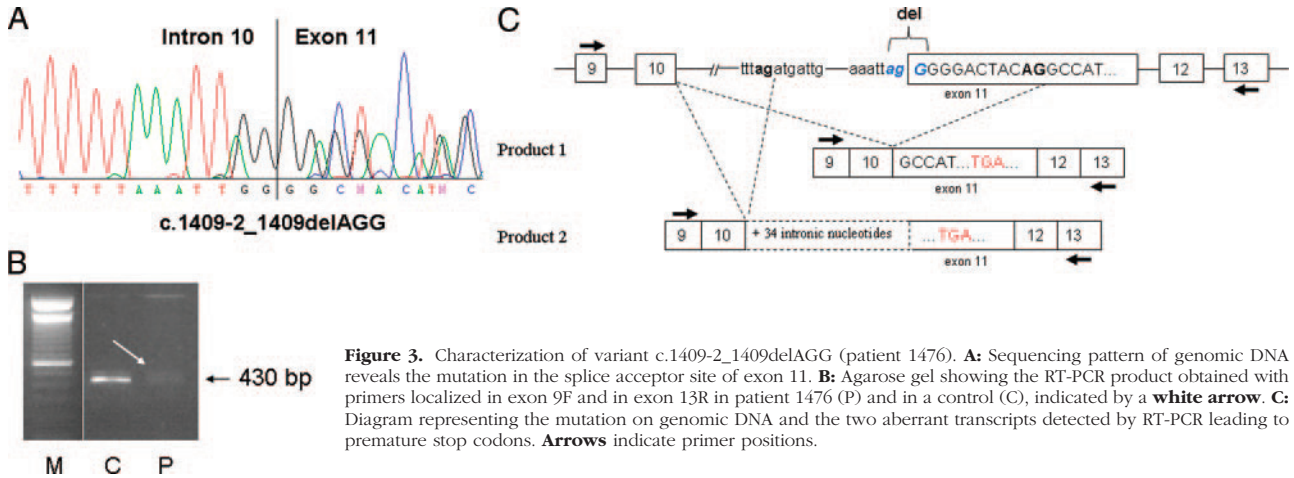 A
Intron 10 Exon 11
T T T T T A A A T T G G G G C N A C A T N C
c.1409-2_1409delAGG
B
430 bp
M C P
C
del
9 10 // tttagatgattg aaattag GGGGACTACAGGCCAT... 12 13
exon 11
Product 1
9 10 GCCAT...TGA... 12 13
exon 11
Product 2
9 10 + 34 intronic nucleotides ...TGA... 12 13
exon 11
Figure 3. Characterization of variant c.1409-2_1409delAGG (patient 1476). A: Sequencing pattern of genomic DNA
reveals the mutation in the splice acceptor site of exon 11. B: Agarose gel showing the RT-PCR product obtained with
primers localized in exon 9F and in exon 13R in patient 1476 (P) and in a control (C), indicated by a white arrow. C:
Diagram representing the mutation on genomic DNA and the two aberrant transcripts detected by RT-PCR leading to
premature stop codons. Arrows indicate primer positions.